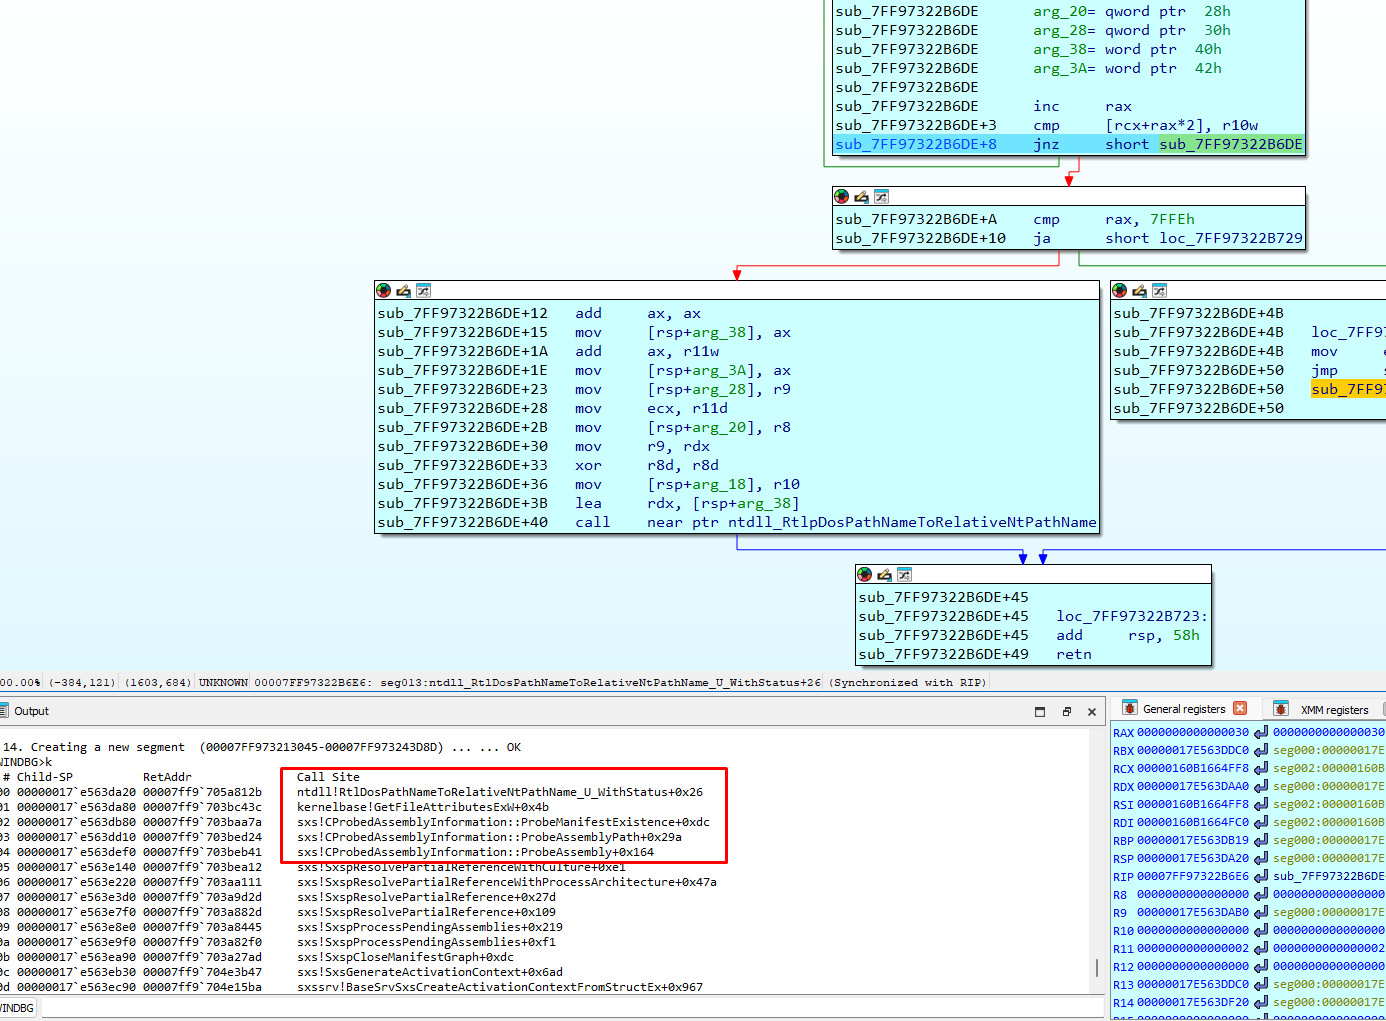 sub_7FF97322B6DE arg_20= qword ptr 28h
sub_7FF97322B6DE arg_28= qword ptr 30h
sub_7FF97322B6DE arg_38= word ptr 40h
sub_7FF97322B6DE arg_3A= word ptr 42h
sub_7FF97322B6DE
sub_7FF97322B6DE inc rax
sub_7FF97322B6DE+3 cmp [rcx+rax*2], r10w
sub_7FF97322B6DE+8 jnz short sub_7FF97322B6DE
sub_7FF97322B6DE+A cmp rax, 7FFEh
sub_7FF97322B6DE+10 ja short loc_7FF97322B729
sub_7FF97322B6DE+12 add ax, ax
sub_7FF97322B6DE+15 mov [rsp+arg_38], ax
sub_7FF97322B6DE+1A add ax, r11w
sub_7FF97322B6DE+1E mov [rsp+arg_3A], ax
sub_7FF97322B6DE+23 mov [rsp+arg_28], r9
sub_7FF97322B6DE+28 mov ecx, r11d
sub_7FF97322B6DE+2B mov [rsp+arg_20], r8
sub_7FF97322B6DE+30 mov r9, rdx
sub_7FF97322B6DE+33 xor r8d, r8d
sub_7FF97322B6DE+36 mov [rsp+arg_18], r10
sub_7FF97322B6DE+3B lea rdx, [rsp+arg_38]
sub_7FF97322B6DE+40 call near ptr ntdll_RtlpDosPathNameToRelativeNtPathName
sub_7FF97322B6DE+4B
sub_7FF97322B6DE+4B loc_7FF97
sub_7FF97322B6DE+4B mov
sub_7FF97322B6DE+50 jmp
sub_7FF97322B6DE+50 sub_7FF97
sub_7FF97322B6DE+50
sub_7FF97322B6DE+45
sub_7FF97322B6DE+45 loc_7FF97322B723:
sub_7FF97322B6DE+45 add rsp, 58h
sub_7FF97322B6DE+49 retn
00.00% (-384,121) (1603,684) UNKNOWN 00007FF97322B6E6: seg013:ntdll_RtlDosPathNameToRelativeNtPathName_U_WithStatus+26 (Synchronized with RIP)
Output
14. Creating a new segment (00007FF973213045-00007FF973243D8D) ... ... OK
WINDBG>k
# Child-SP RetAddr Call Site
00 00000017`e563da20 00007ff9`705a812b ntdll!RtlDosPathNameToRelativeNtPathName_U_WithStatus+0x26
01 00000017`e563da80 00007ff9`703bc43c kernelbase!GetFileAttributesExW+0x4b
02 00000017`e563db80 00007ff9`703baa7a sxs!CProbedAssemblyInformation::ProbeManifestExistence+0xdc
03 00000017`e563dd10 00007ff9`703bed24 sxs!CProbedAssemblyInformation::ProbeAssemblyPath+0x29a
04 00000017`e563def0 00007ff9`703beb41 sxs!CProbedAssemblyInformation::ProbeAssembly+0x164
05 00000017`e563e140 00007ff9`703bea12 sxs!SxspResolvePartialReferenceWithCulture+0xe1
06 00000017`e563e220 00007ff9`703aa111 sxs!SxspResolvePartialReferenceWithProcessArchitecture+0x47a
07 00000017`e563e3d0 00007ff9`703a9d2d sxs!SxspResolvePartialReference+0x27d
08 00000017`e563e7f0 00007ff9`703a882d sxs!SxspResolvePartialReference+0x109
09 00000017`e563e8e0 00007ff9`703a8445 sxs!SxspProcessPendingAssemblies+0x219
0a 00000017`e563e9f0 00007ff9`703a82f0 sxs!SxspProcessPendingAssemblies+0xf1
0b 00000017`e563ea90 00007ff9`703a27ad sxs!SxspCloseManifestGraph+0xdc
0c 00000017`e563eb30 00007ff9`704e3b47 sxs!SxsGenerateActivationContext+0x6ad
0d 00000017`e563ec90 00007ff9`704e15ba sxssrv!BaseSrvSxsCreateActivationContextFromStructEx+0x967
WINDBG
General registers XMM registers
RAX 0000000000000030 0000000000000030
RBX 00000017E563DDC0 seg000:00000017E
RCX 00000160B1664FF8 seg002:00000160B
RDX 00000017E563DAA0 seg000:00000017E
RSI 00000160B1664FF8 seg002:00000160B
RDI 00000160B1664FC0 seg002:00000160B
RBP 00000017E563DB19 seg000:00000017E
RSP 00000017E563DA20 seg000:00000017E
RIP 00007FF97322B6E6 sub_7FF97322B6DE
R8 0000000000000000 0000000000000000
R9 00000017E563DAB0 seg000:00000017E
R10 0000000000000000 0000000000000000
R11 0000000000000002 0000000000000002
R12 0000000000000000 0000000000000000
R13 00000017E563DDC0 seg000:00000017E
R14 00000017E563DF20 seg000:00000017E